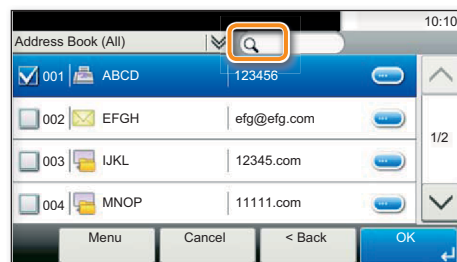 10:10
Address Book (All)
001 ABCD 123456
002 EFGH efg@efg.com
1/2
003 IJKL 12345.com
004 MNOP 11111.com
Menu Cancel < Back OK